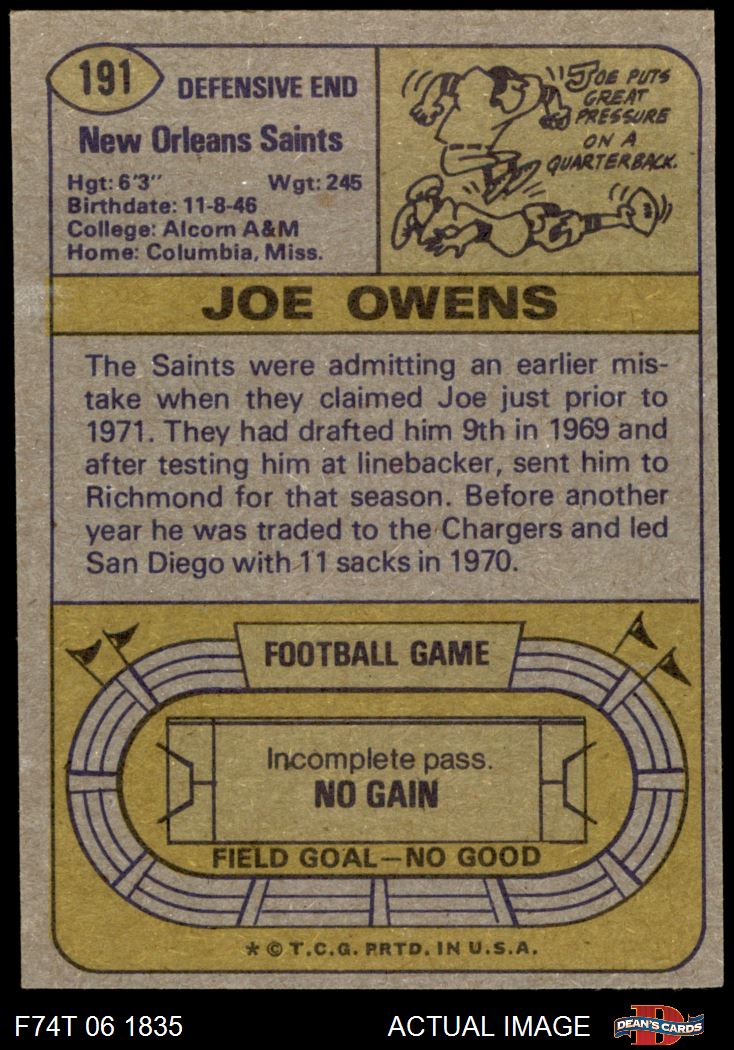 191
DEFENSIVE END
New Orleans Saints
Hgt: 6'3" Wgt: 245
Birthdate: 11-8-46
College: Alcorn A&M
Home: Columbia, Miss.
JOE PUTS
GREAT
PRESSURE
ON A
QUARTERBACK.
JOE OWENS
The Saints were admitting an earlier mis-
take when they claimed Joe just prior to
1971. They had drafted him 9th in 1969 and
after testing him at linebacker, sent him to
Richmond for that season. Before another
year he was traded to the Chargers and led
San Diego with 11 sacks in 1970.
FOOTBALL GAME
Incomplete pass.
NO GAIN
FIELD GOAL—NO GOOD
* © T.C.G. PRTD. IN U.S.A.
F74T 06 1835 ACTUAL IMAGE
D
DEAN'S CARDS